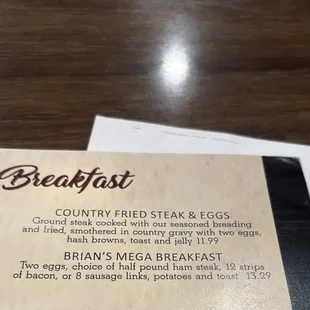 Breakfast
COUNTRY FRIED STEAK & EGGS
Ground steak cooked with our seasoned breading
and fried, smothered in country gravy with two eggs,
hash browns, toast and jelly 11.99
BRIAN'S MEGA BREAKFAST
Two eggs, choice of half pound ham steak, 12 strips
of bacon, or 8 sausage links, potatoes and toast 13.29